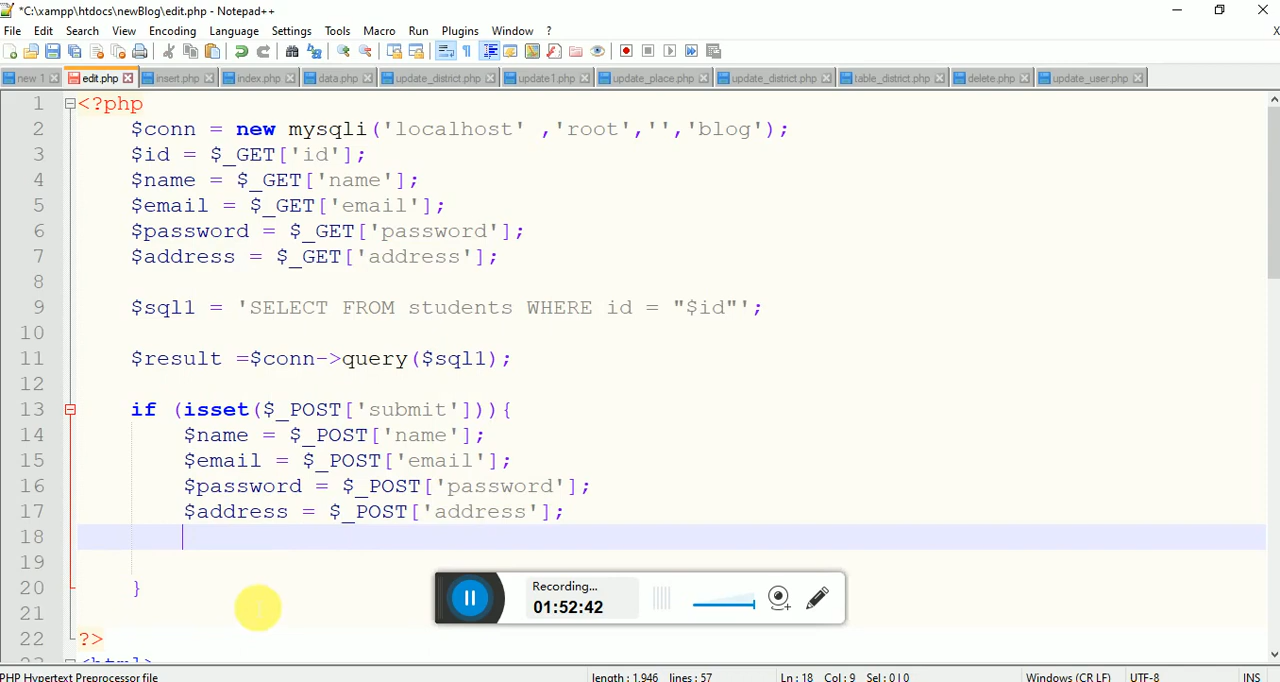 *C:\xampp\htdocs\newBlog\edit.php - Notepad++
File Edit Search View Encoding Language Settings Tools Macro Run Plugins Window ? X
new 1 edit.php insert.php index.php data.php update_district.php update1.php update_place.php update_district.php table_district.php delete.php update_user.php
1 <?php
2 $conn = new mysqli('localhost' ,'root','','blog');
3 $id = $_GET['id'];
4 $name = $_GET['name'];
5 $email = $_GET['email'];
6 $password = $_GET['password'];
7 $address = $_GET['address'];
8
9 $sql1 = 'SELECT FROM students WHERE id = "$id"';
10
11 $result =$conn->query($sql1);
12
13 if (isset($_POST['submit'])){
14 $name = $_POST['name'];
15 $email = $_POST['email'];
16 $password = $_POST['password'];
17 $address = $_POST['address'];
18
19
20 }
21
22 ?>
23 <html>
Recording...
01:52:42
PHP Hypertext Preprocessor file length : 1,946 lines : 57 Ln : 18 Col : 9 Sel : 0 | 0 Windows (CR LF) UTF-8 INS